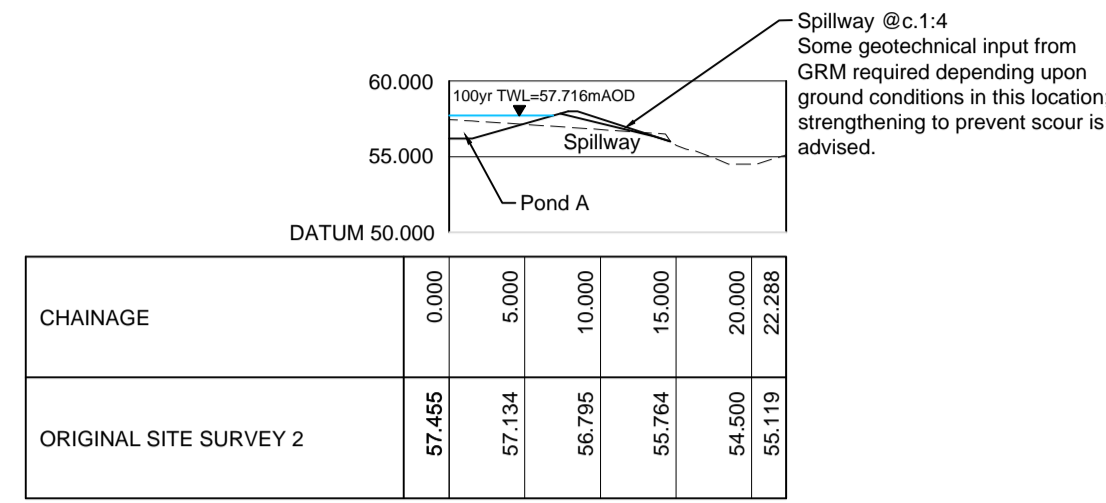 Spillway @c.1:4
Some geotechnical input from
GRM required depending upon
ground conditions in this location;
strengthening to prevent scour is
advised.
60.000
100yr TWL=57.716mAOD
Spillway
55.000
Pond A
DATUM 50.000
CHAINAGE 0.000 5.000 10.000 15.000 20.000 22.288
ORIGINAL SITE SURVEY 2 57.455 57.134 56.795 55.764 54.500 55.119